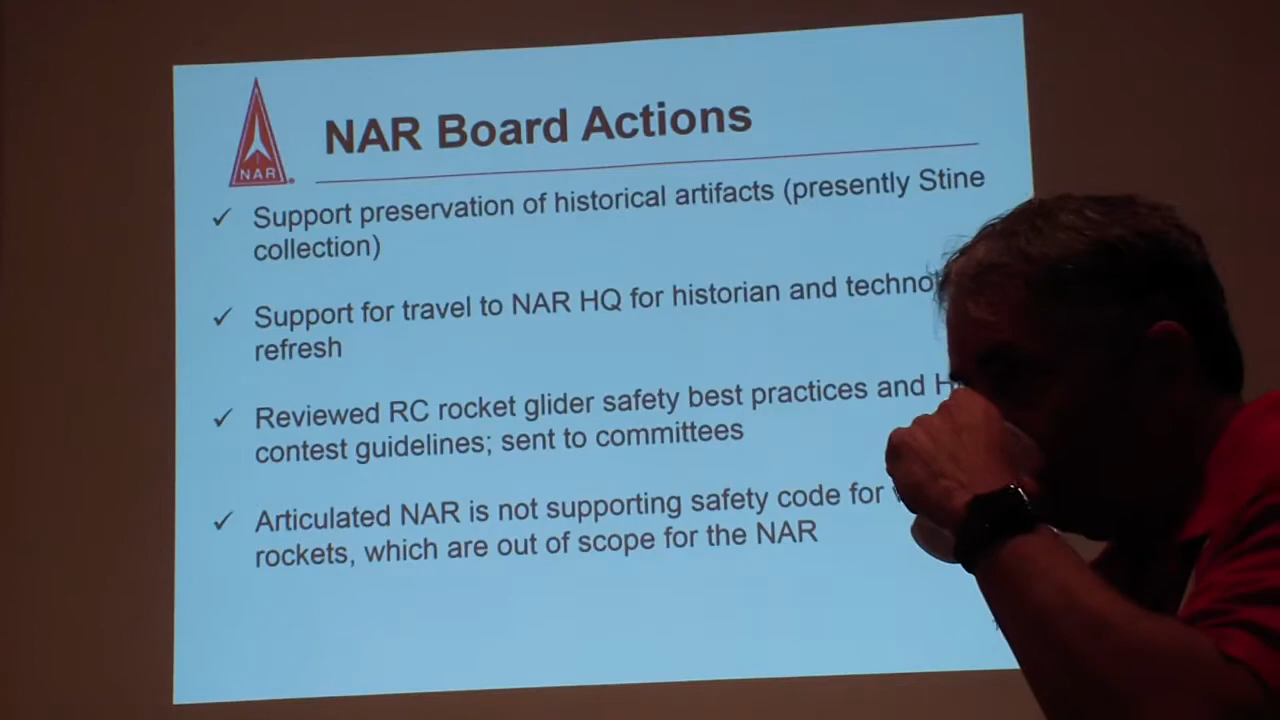 NAR Board Actions
NAR
Support preservation of historical artifacts (presently Stine
collection)
Support for travel to NAR HQ for historian and
refresh
Reviewed RC rocket glider safety best practices and
contest guidelines; sent to committees
Articulated NAR is not supporting safety code for
rockets, which are out of scope for the NAR